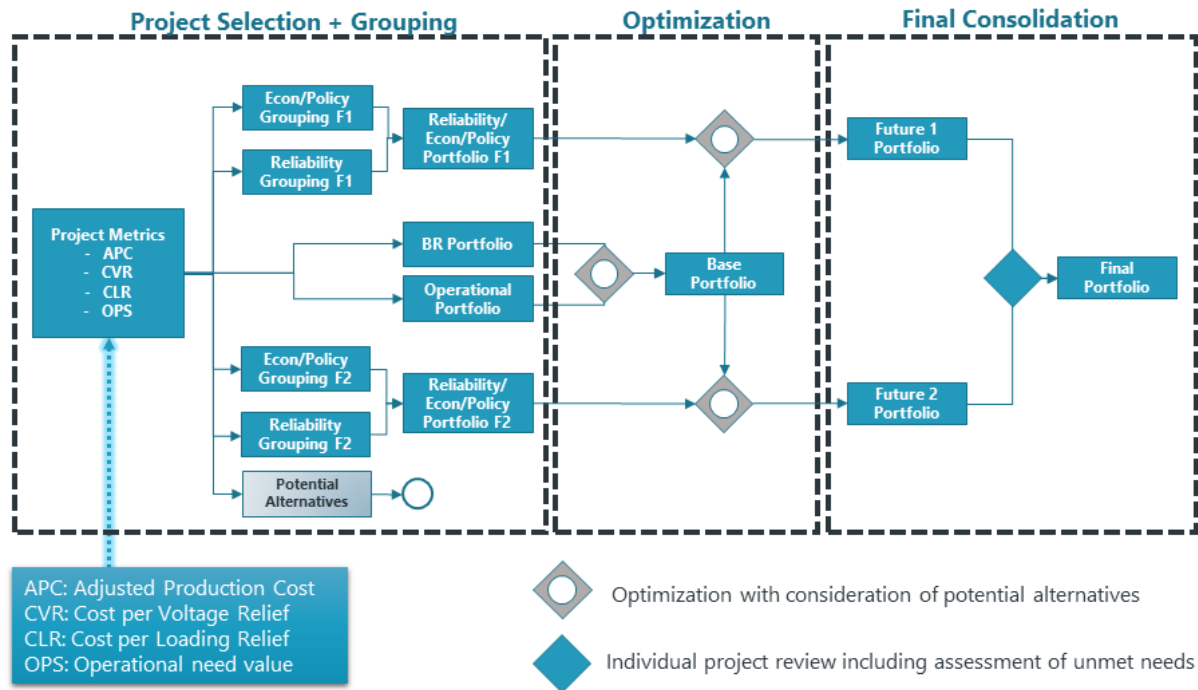 Project Selection + Grouping
Optimization
Final Consolidation
Project Metrics
- APC
- CVR
- CLR
- OPS
Econ/Policy
Grouping F1
Reliability
Grouping F1
Reliability/
Econ/Policy
Portfolio F1
BR Portfolio
Operational
Portfolio
Econ/Policy
Grouping F2
Reliability
Grouping F2
Reliability/
Econ/Policy
Portfolio F2
Potential
Alternatives
Base
Portfolio
Future 1
Portfolio
Future 2
Portfolio
Final
Portfolio
APC: Adjusted Production Cost
CVR: Cost per Voltage Relief
CLR: Cost per Loading Relief
OPS: Operational need value
Optimization with consideration of potential alternatives
Individual project review including assessment of unmet needs